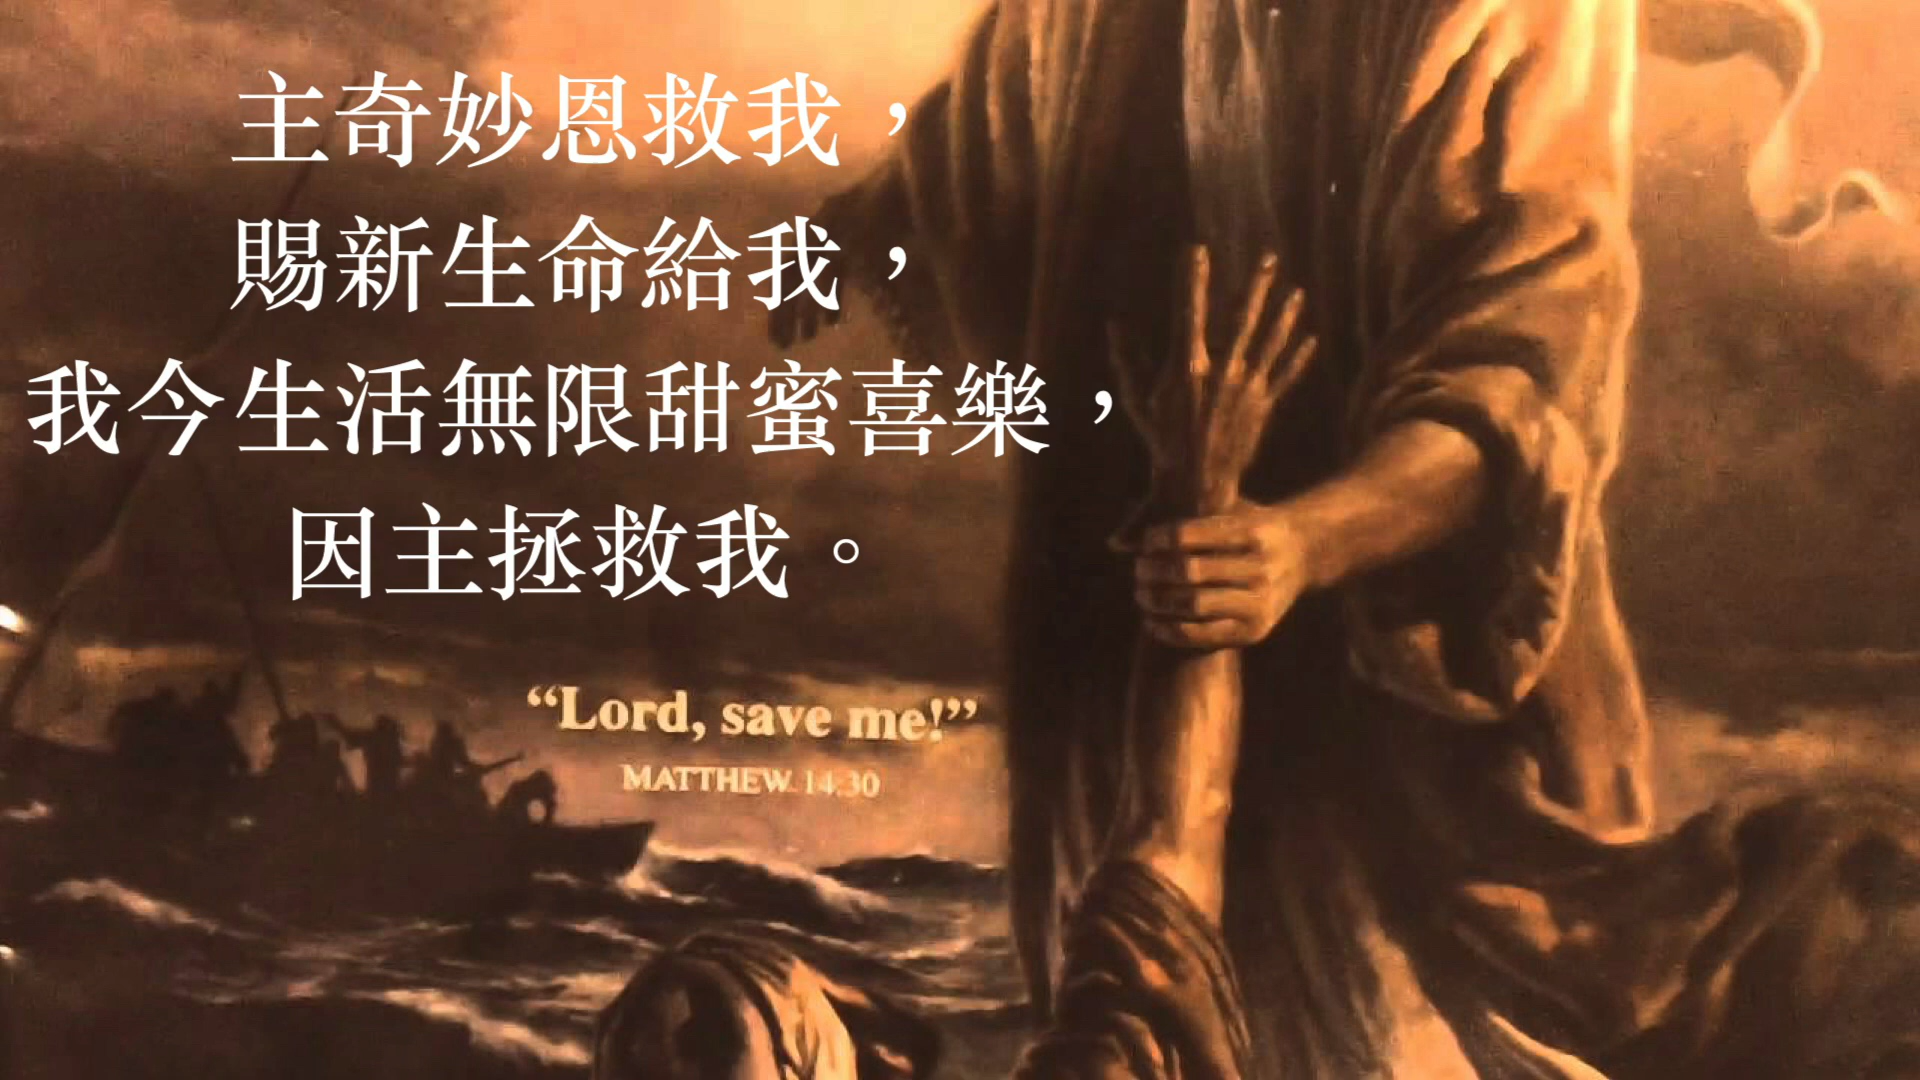 主奇妙恩救我，
賜新生命給我，
我今生活無限甜蜜喜樂，
因主拯救我。
“Lord, save me!”
MATTHEW 14:30